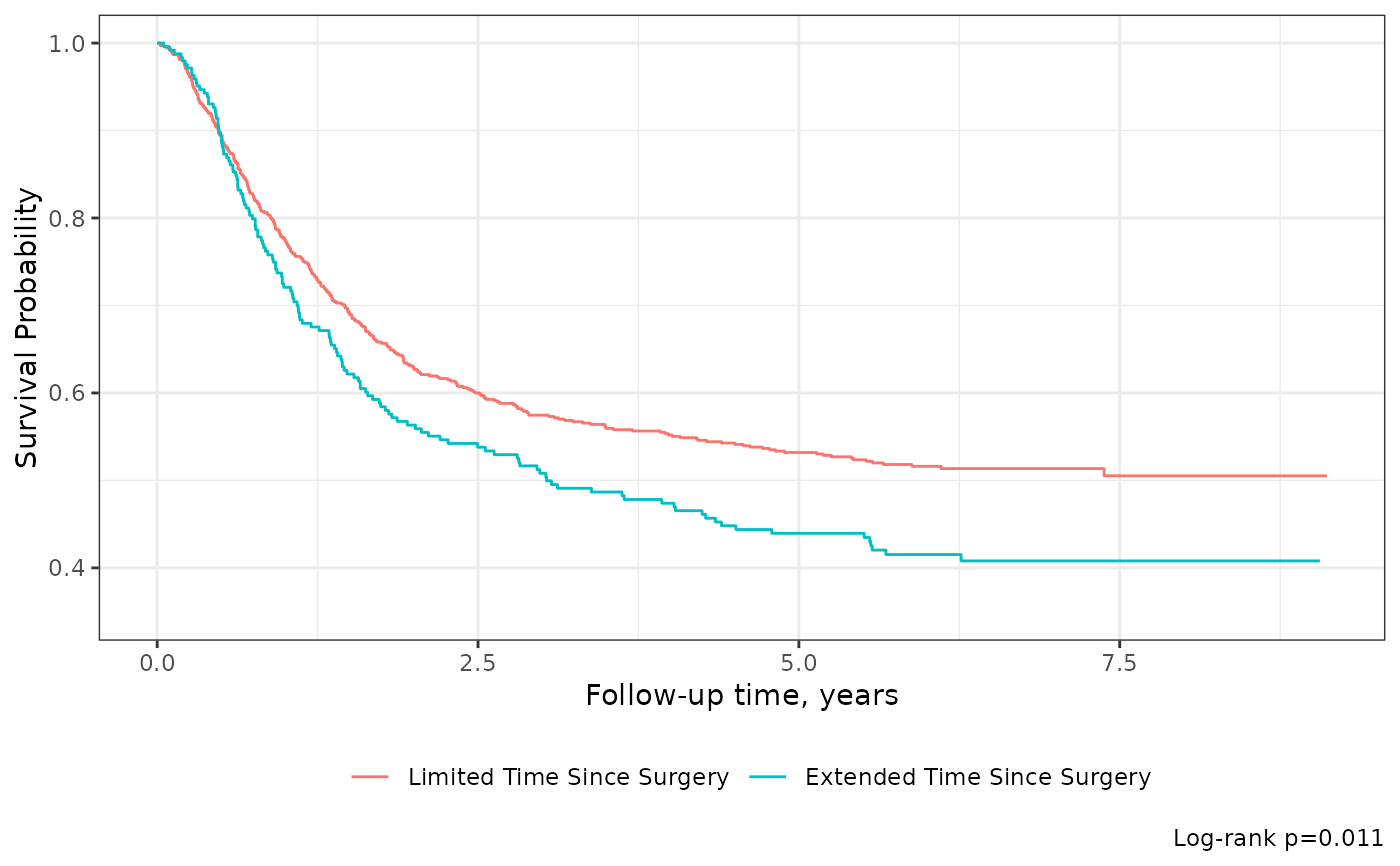 1.0
0.8
0.6
0.4
Survival Probability
0.0 2.5 5.0 7.5
Follow-up time, years
Limited Time Since Surgery Extended Time Since Surgery
Log-rank p=0.011